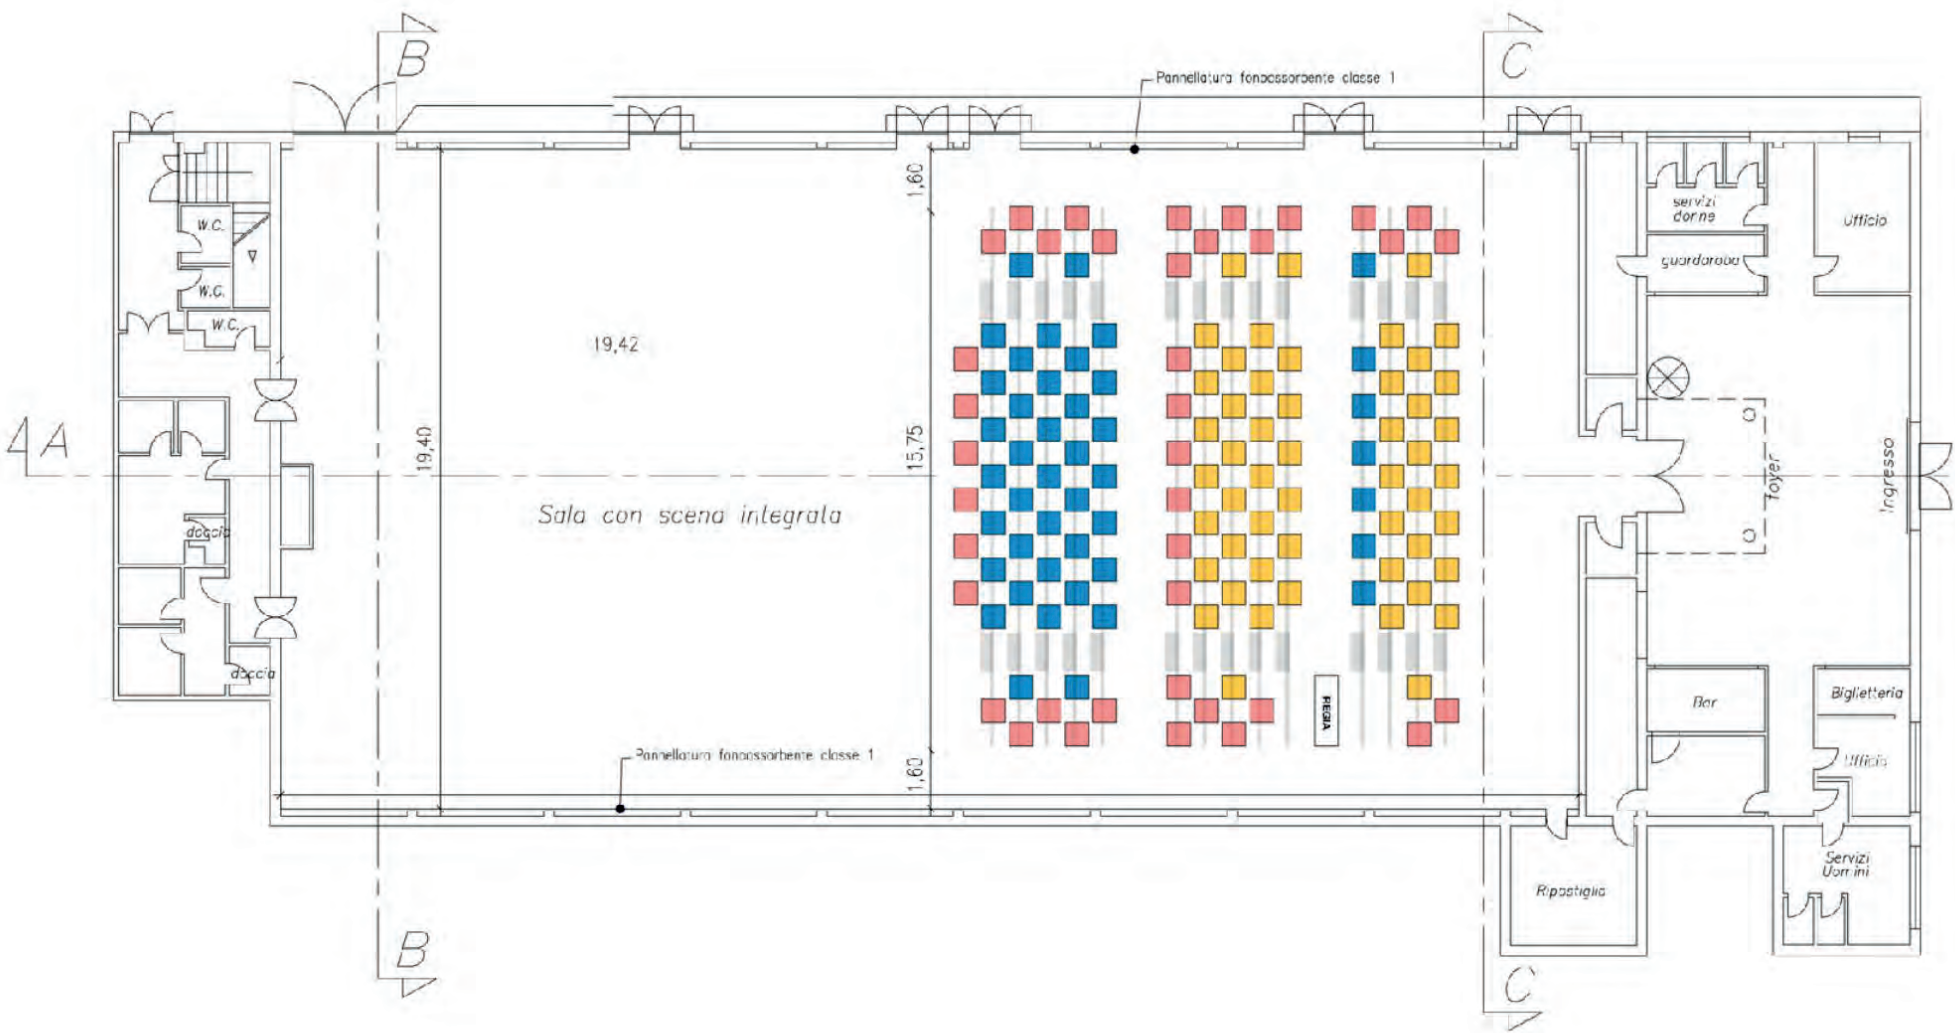 B
C
Pannellatura fonoassorbente classe 1
1,60
W.C.
servizi
donne
Ufficio
W.C.
guardaroba
W.C.
19,42
A
19,40
15,75
foyer
Ingresso
Sala con scena integrata
doccia
doccia
REGIA
Bar
Biglietteria
Pannellatura fonoassorbente classe 1
1,60
Ufficio
Servizi
Uomini
Ripostiglio
B
C